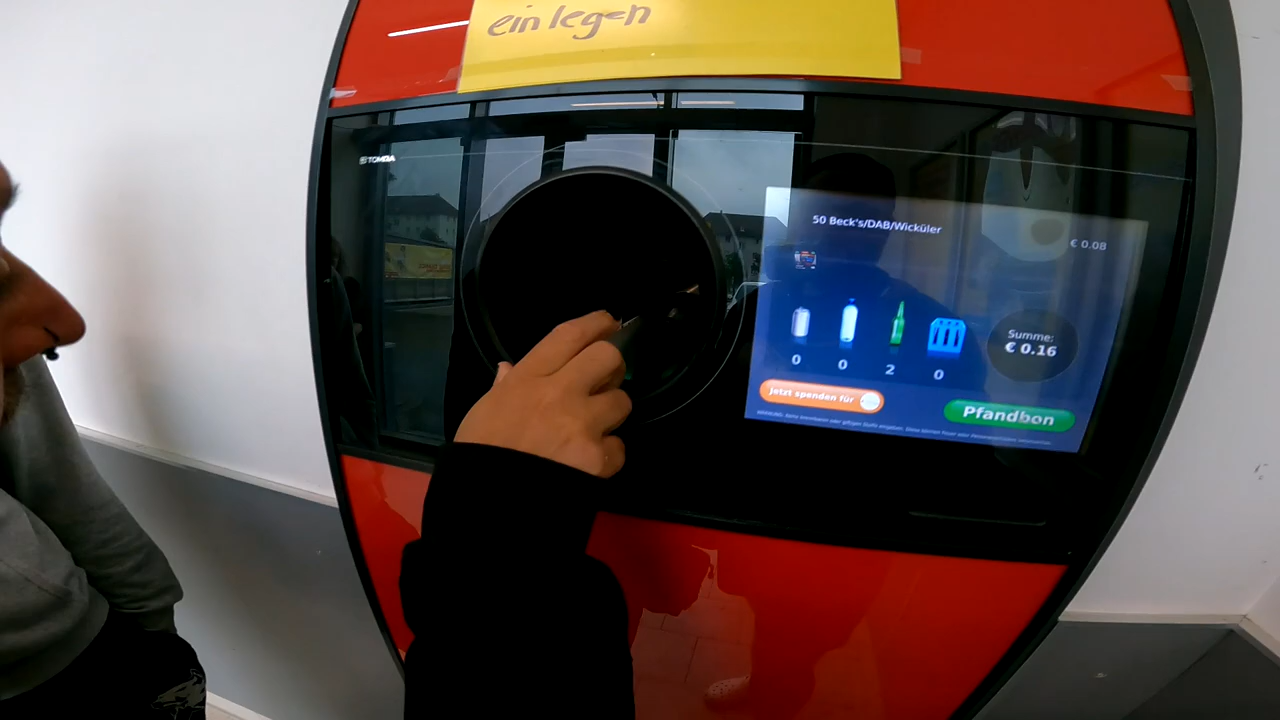 ein legen
TOMRA
50 Beck's/DAB/Wicküler
€ 0.08
Summe:
€ 0.16
0
0
2
0
Jetzt spenden für
Pfandbon